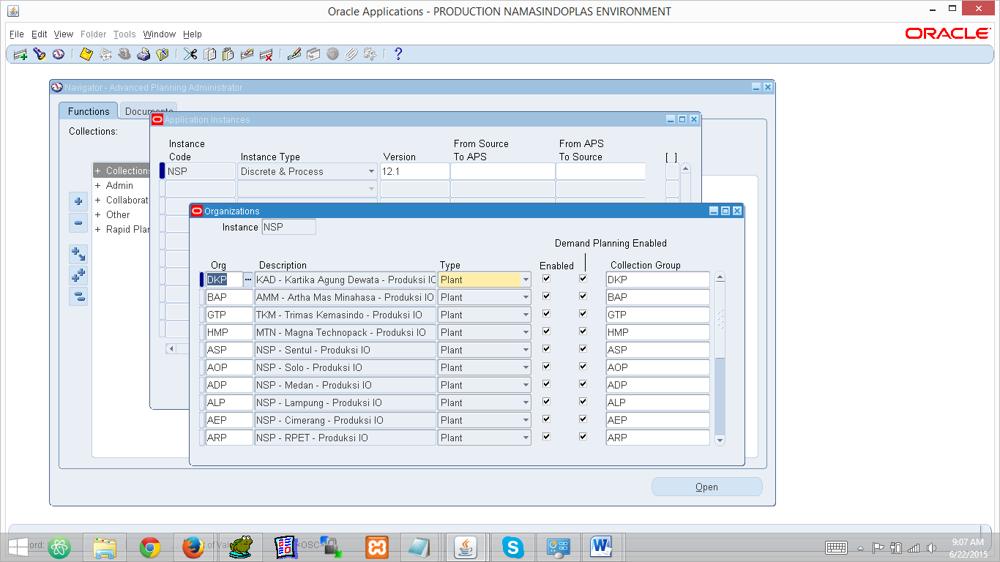 Oracle Applications - PRODUCTION NAMASINDOPLAS ENVIRONMENT
File Edit View Folder Tools Window Help
ORACLE
Navigator - Advanced Planning Administrator
Functions Documents
Application Instances
Collections:
Instance Code Instance Type Version From Source To APS From APS To Source [ ]
+ Collections NSP Discrete & Process 12.1
+ Admin
+ Collaborat
+ Other
+ Rapid Plan
Organizations
Instance NSP
Demand Planning Enabled
Org Description Type Enabled Collection Group
DKP KAD - Kartika Agung Dewata - Produksi IO Plant DKP
BAP AMM - Artha Mas Minahasa - Produksi IO Plant BAP
GTP TKM - Trimas Kemasindo - Produksi IO Plant GTP
HMP MTN - Magna Technopack - Produksi IO Plant HMP
ASP NSP - Sentul - Produksi IO Plant ASP
AOP NSP - Solo - Produksi IO Plant AOP
ADP NSP - Medan - Produksi IO Plant ADP
ALP NSP - Lampung - Produksi IO Plant ALP
AEP NSP - Cimerang - Produksi IO Plant AEP
ARP NSP - RPET - Produksi IO Plant ARP
Open
9:07 AM
6/22/2015